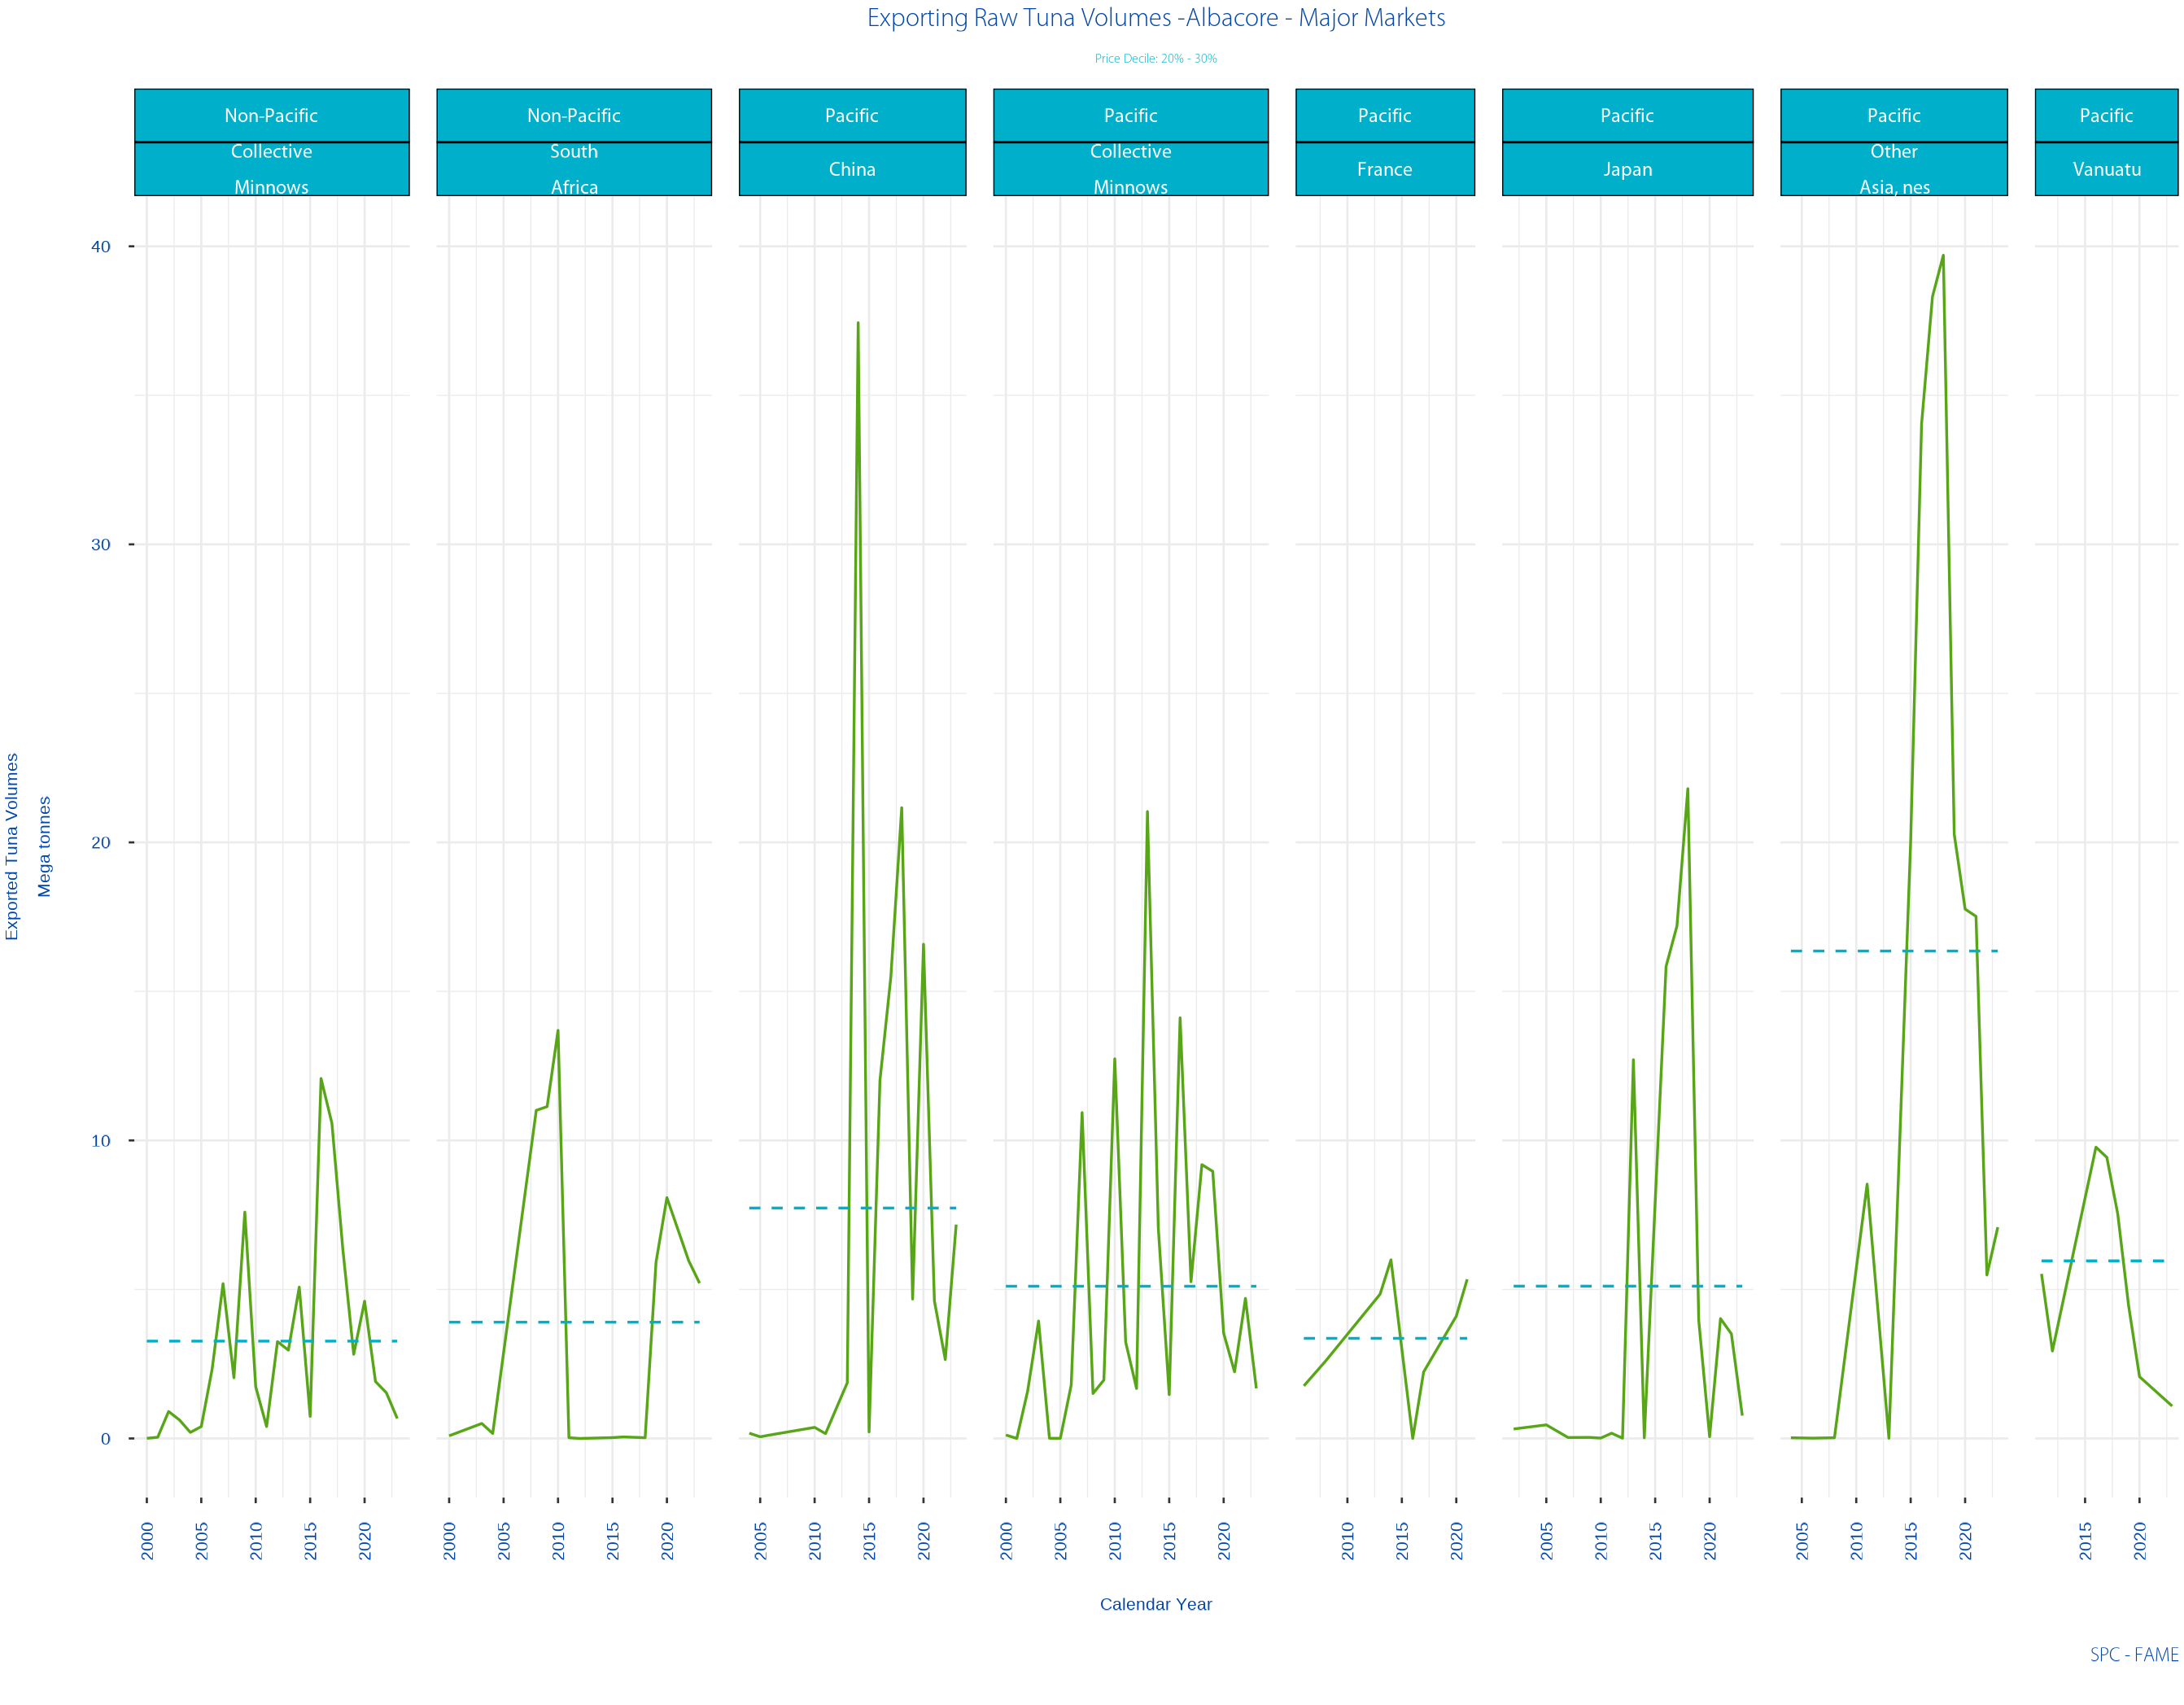 Exporting Raw Tuna Volumes -Albacore - Major Markets
Price Decile: 20% - 30%
Non-Pacific
Collective
Minnows
Non-Pacific
South
Africa
Pacific
China
Pacific
Collective
Minnows
Pacific
France
Pacific
Japan
Pacific
Other
Asia, nes
Pacific
Vanuatu
Exported Tuna Volumes
Mega tonnes
40
30
20
10
0
2000 2005 2010 2015 2020
2000 2005 2010 2015 2020
2005 2010 2015 2020
2000 2005 2010 2015 2020
2010 2015 2020
2005 2010 2015 2020
2005 2010 2015 2020
2015 2020
Calendar Year
SPC - FAME